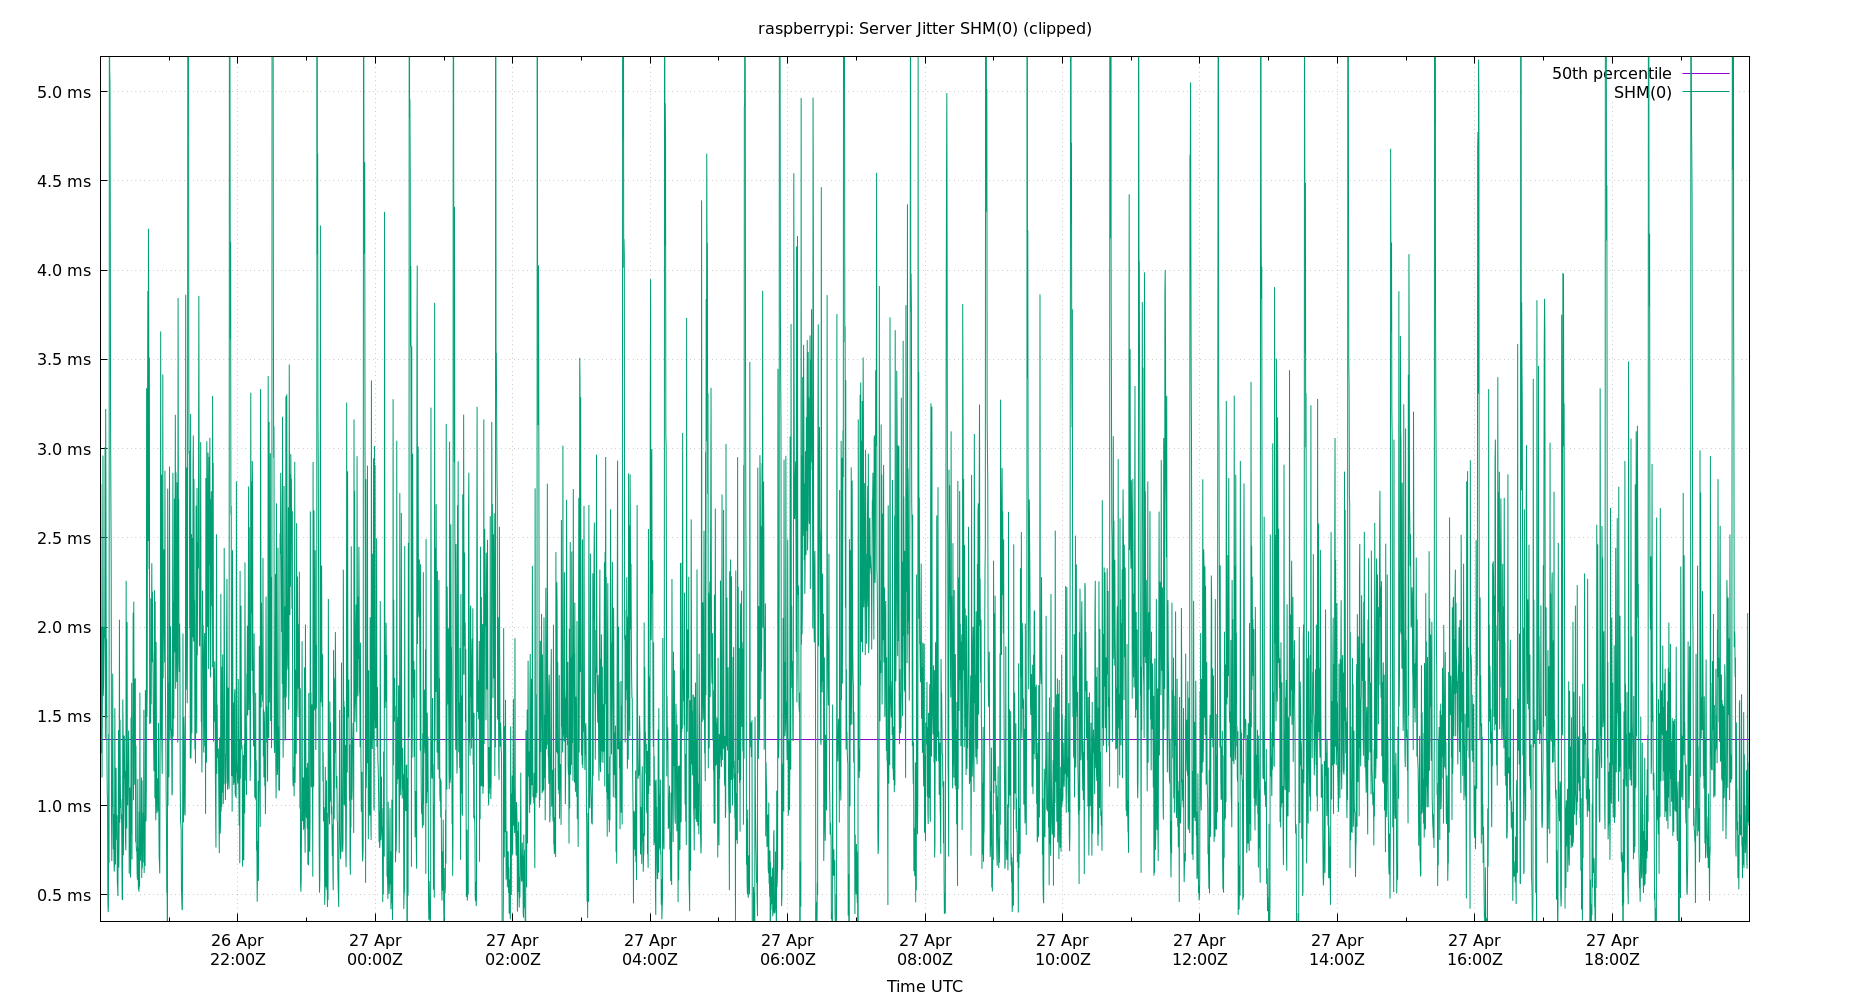 raspberrypi: Server Jitter SHM(0) (clipped)
50th percentile
SHM(0)
5.0 ms
4.5 ms
4.0 ms
3.5 ms
3.0 ms
2.5 ms
2.0 ms
1.5 ms
1.0 ms
0.5 ms
26 Apr 27 Apr 27 Apr 27 Apr 27 Apr 27 Apr 27 Apr 27 Apr 27 Apr 27 Apr 27 Apr
22:00Z 00:00Z 02:00Z 04:00Z 06:00Z 08:00Z 10:00Z 12:00Z 14:00Z 16:00Z 18:00Z
Time UTC